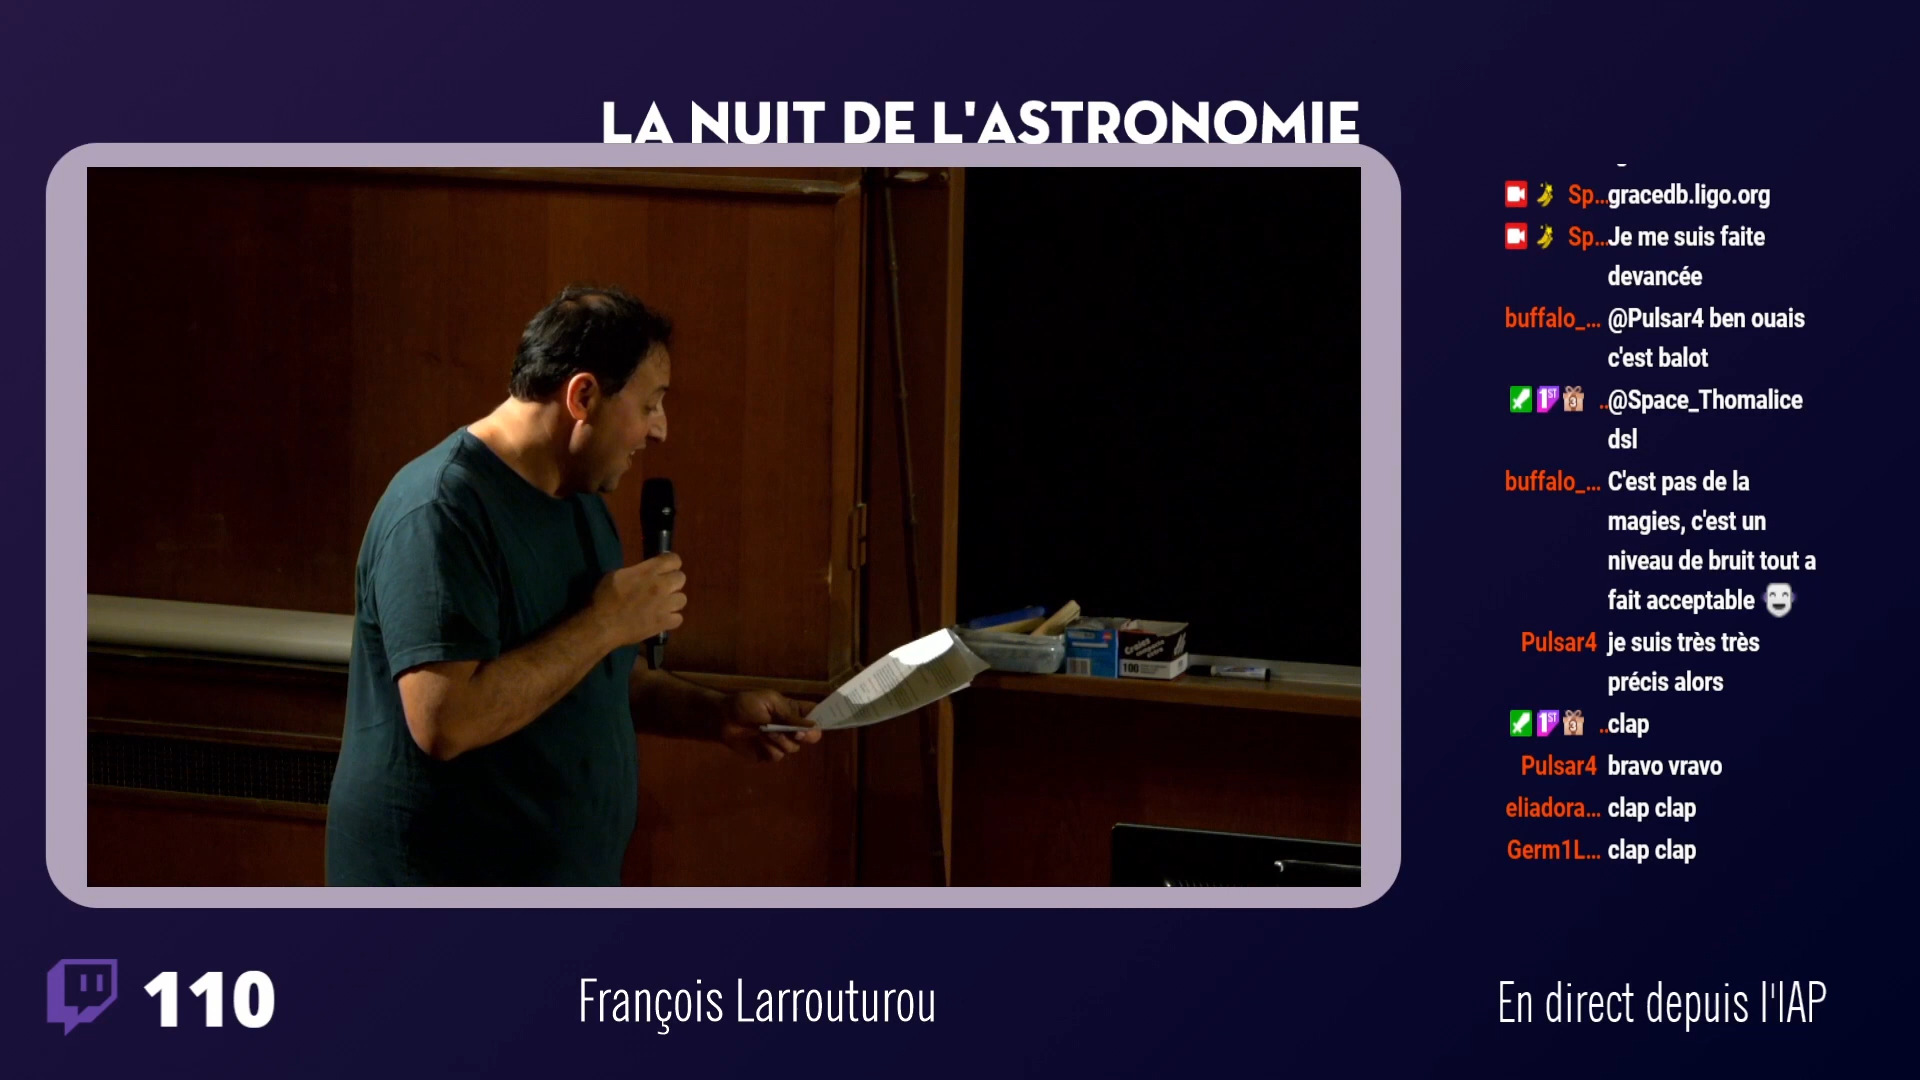 LA NUIT DE L'ASTRONOMIE
Sp... gracedb.ligo.org
Sp... Je me suis faite
devancée
buffalo_... @Pulsar4 ben ouais
c'est balot
.. @Space_Thomalice
dsl
buffalo_... C'est pas de la
magies, c'est un
niveau de bruit tout a
fait acceptable
Pulsar4 je suis très très
précis alors
.. clap
Pulsar4 bravo vravo
eliadora... clap clap
Germ1L... clap clap
Craies
100
110
François Larrouturou
En direct depuis l'IAP